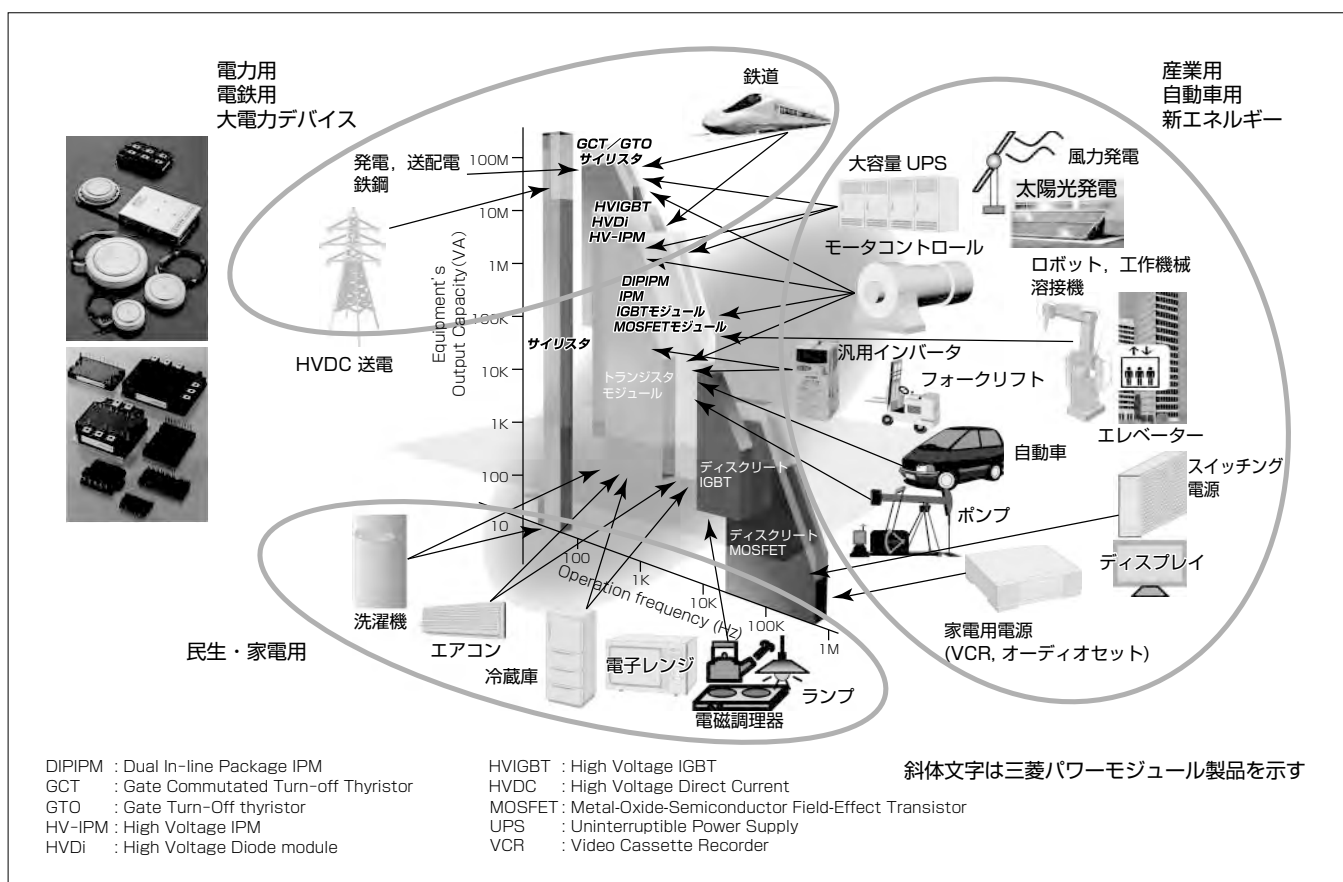 電力用
電鉄用
大電力デバイス
鉄道
産業用
自動車用
新エネルギー
発電，送配電
鉄鋼
HVDC 送電
Equipment's
Output Capacity(VA)
100M
10M
1M
100K
10K
1K
100
10
GCT／GTO
サイリスタ
HVIGBT
HVDi
HV-IPM
DIPIPM
IPM
IGBTモジュール
MOSFETモジュール
サイリスタ
トランジスタ
モジュール
ディスクリート
IGBT
ディスクリート
MOSFET
大容量 UPS
風力発電
太陽光発電
モータコントロール
ロボット，工作機械
溶接機
汎用インバータ
フォークリフト
エレベーター
自動車
スイッチング
電源
ポンプ
ディスプレイ
家電用電源
(VCR, オーディオセット)
100
1K
10K
100K
1M
Operation frequency (Hz)
洗濯機
エアコン
冷蔵庫
電子レンジ
ランプ
電磁調理器
民生・家電用
DIPIPM : Dual In-line Package IPM
GCT : Gate Commutated Turn-off Thyristor
GTO : Gate Turn-Off thyristor
HV-IPM : High Voltage IPM
HVDi : High Voltage Diode module
HVIGBT : High Voltage IGBT
HVDC : High Voltage Direct Current
MOSFET : Metal-Oxide-Semiconductor Field-Effect Transistor
UPS : Uninterruptible Power Supply
VCR : Video Cassette Recorder
斜体文字は三菱パワーモジュール製品を示す